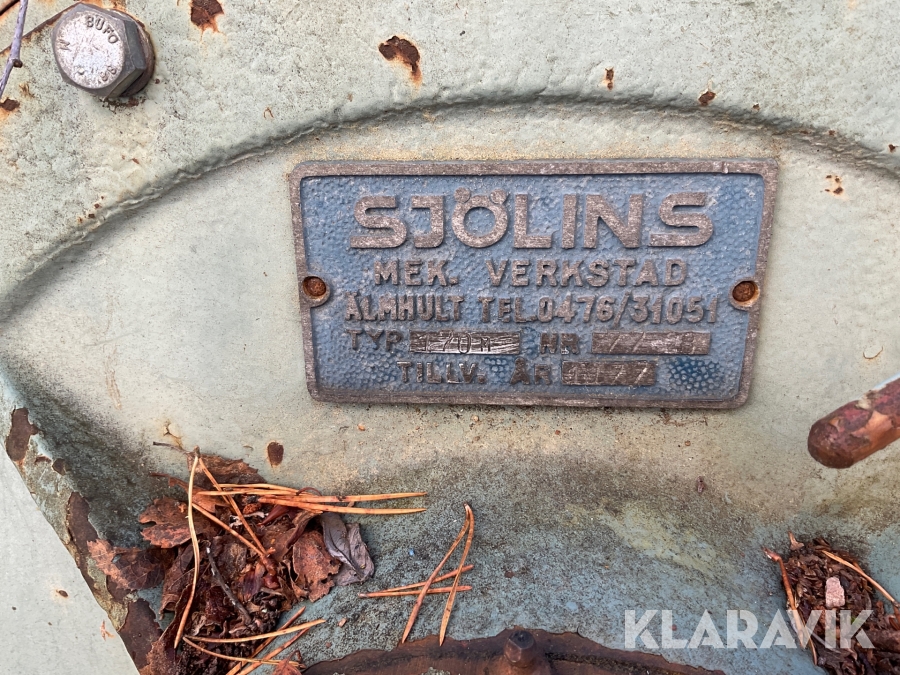 BUFO
SJÖLINS
MEK. VERKSTAD
ÄLMHULT TEL.0476/31051
TYP NR
TILLV. ÅR
KLARAVIK